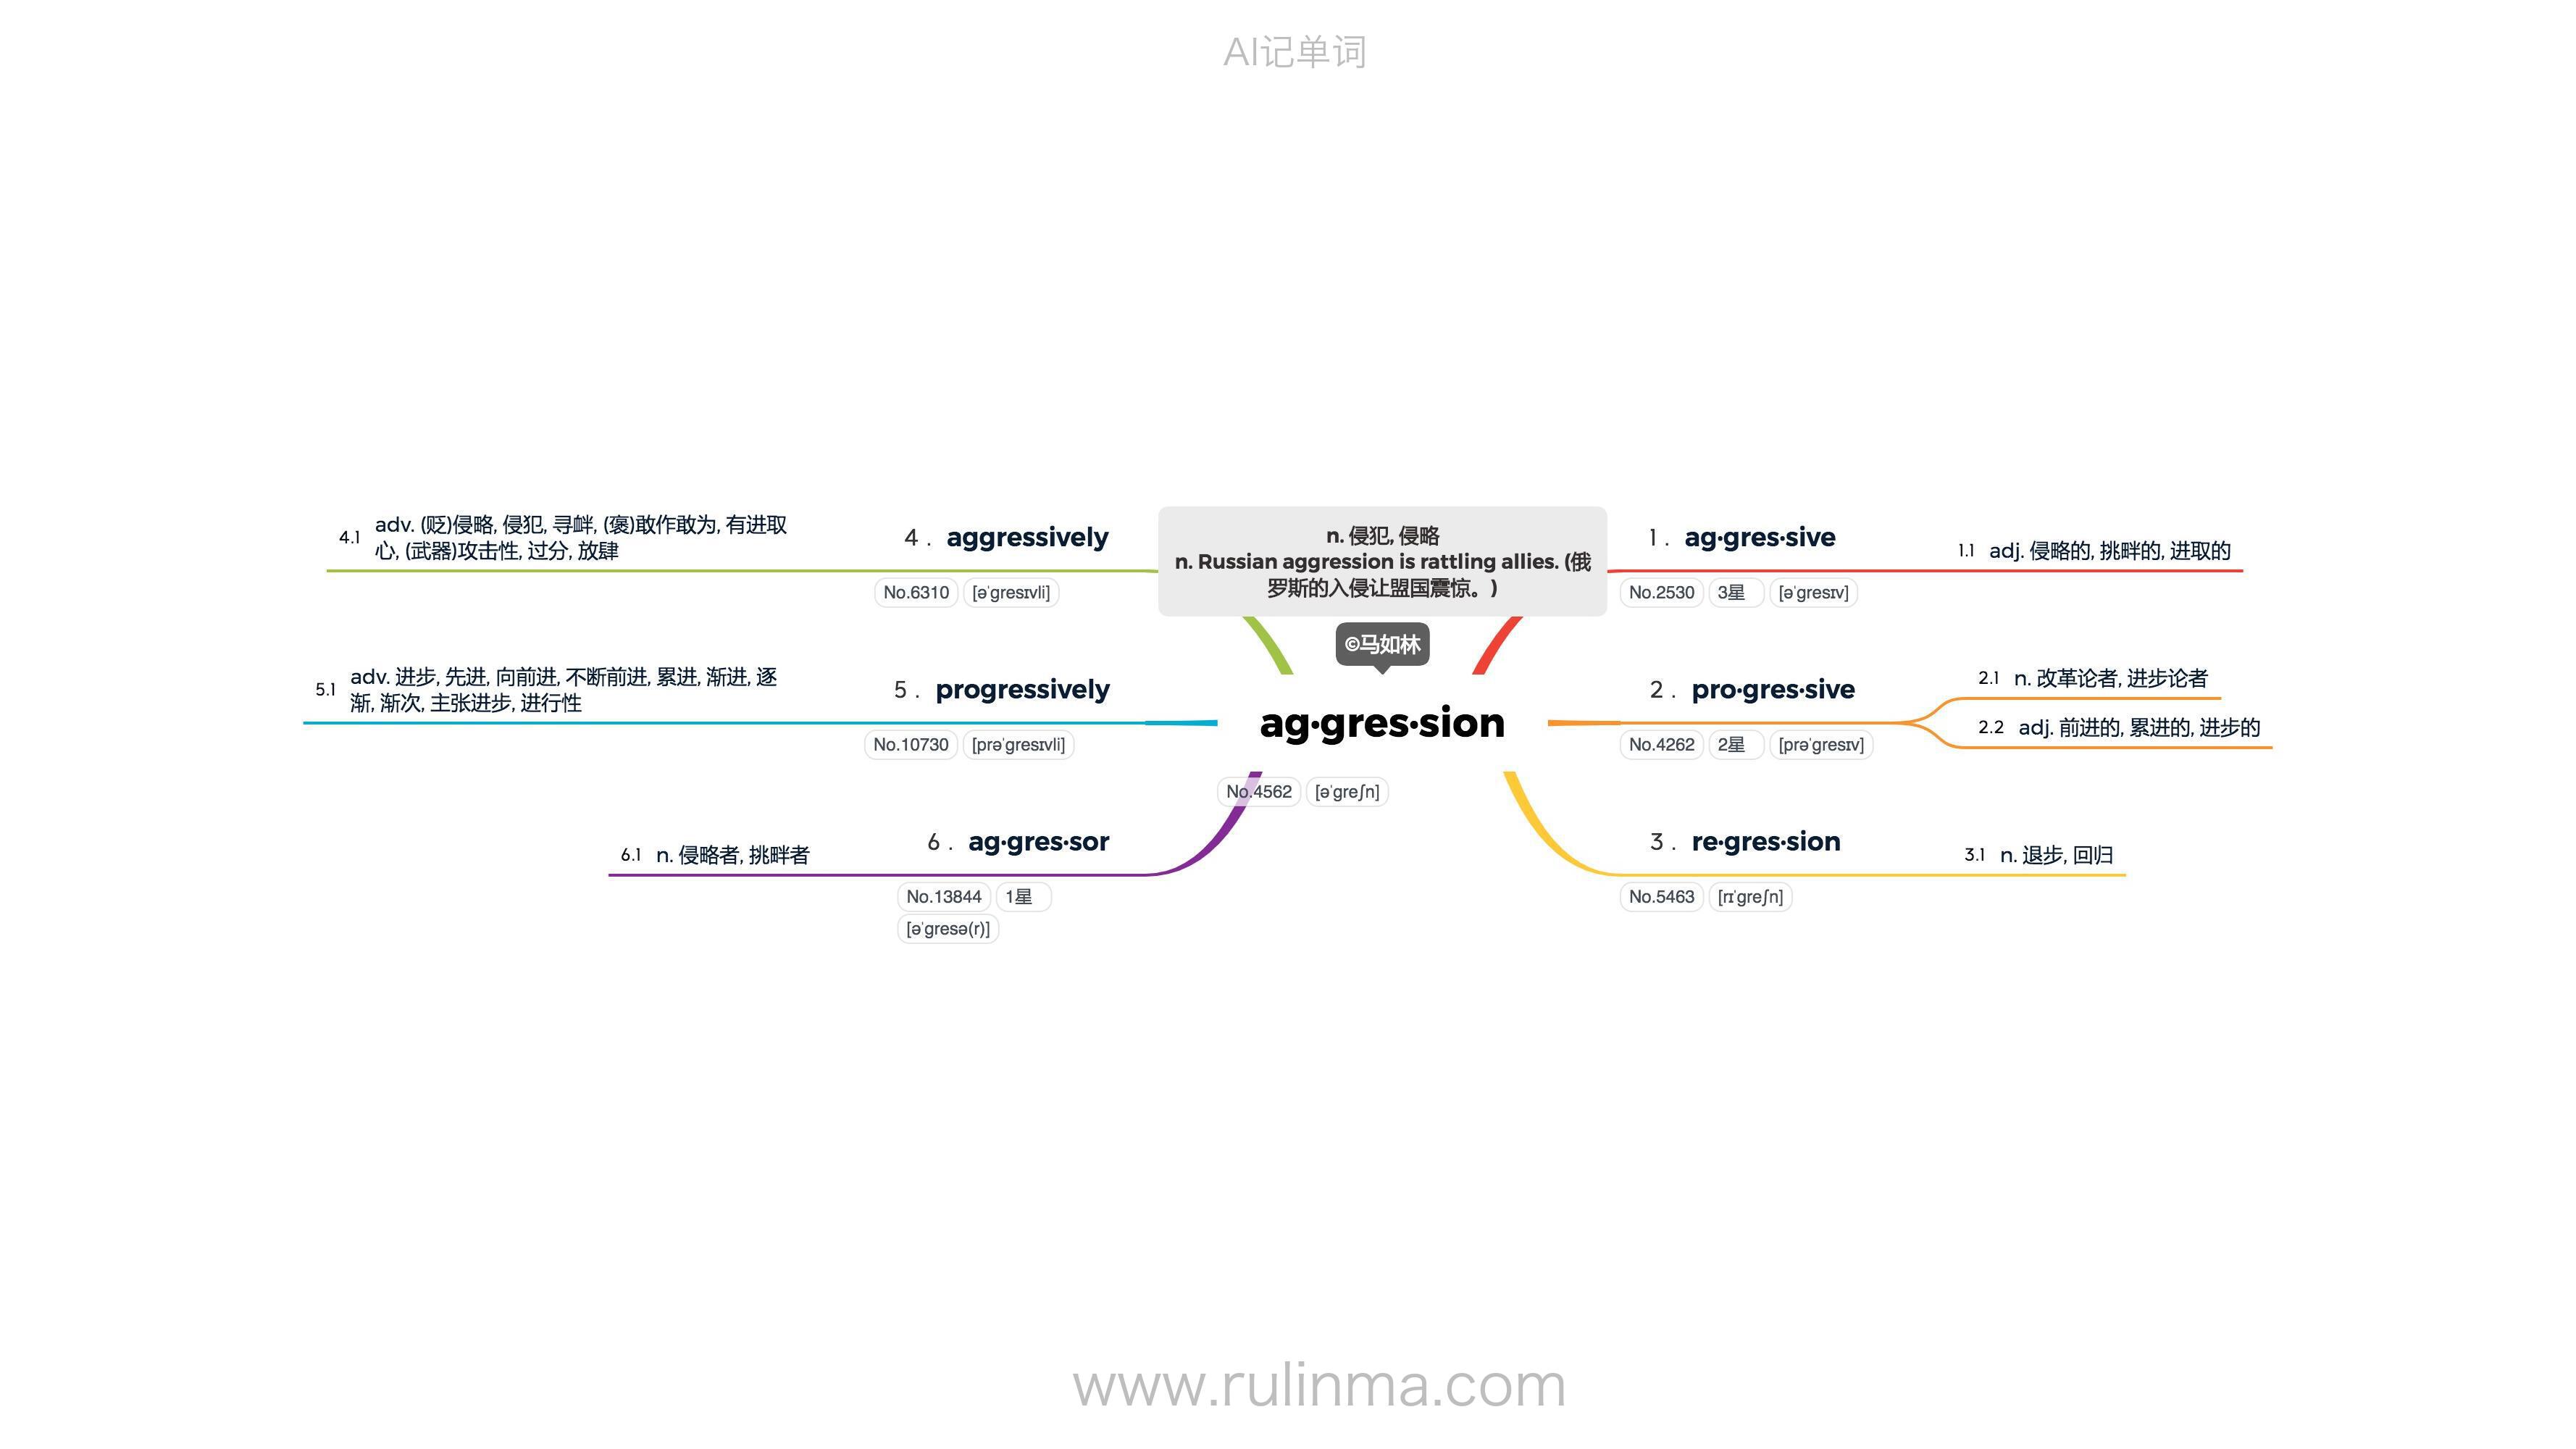 AI记单词
n. 侵犯, 侵略
n. Russian aggression is rattling allies. (俄
罗斯的入侵让盟国震惊。)
©马如林
ag·gres·sion
No.4562 [əˈɡreʃn]
1 . ag·gres·sive
No.2530 3星 [əˈɡresɪv]
1.1 adj. 侵略的, 挑畔的, 进取的
2 . pro·gres·sive
No.4262 2星 [prəˈɡresɪv]
2.1 n. 改革论者, 进步论者
2.2 adj. 前进的, 累进的, 进步的
3 . re·gres·sion
No.5463 [rɪˈɡreʃn]
3.1 n. 退步, 回归
4 . aggressively
No.6310 [əˈɡresɪvli]
4.1 adv. (贬)侵略, 侵犯, 寻衅, (褒)敢作敢为, 有进取
心, (武器)攻击性, 过分, 放肆
5 . progressively
No.10730 [prəˈɡresɪvli]
5.1 adv. 进步, 先进, 向前进, 不断前进, 累进, 渐进, 逐
渐, 渐次, 主张进步, 进行性
6 . ag·gres·sor
No.13844 1星
[əˈɡresə(r)]
6.1 n. 侵略者, 挑畔者
www.rulinma.com